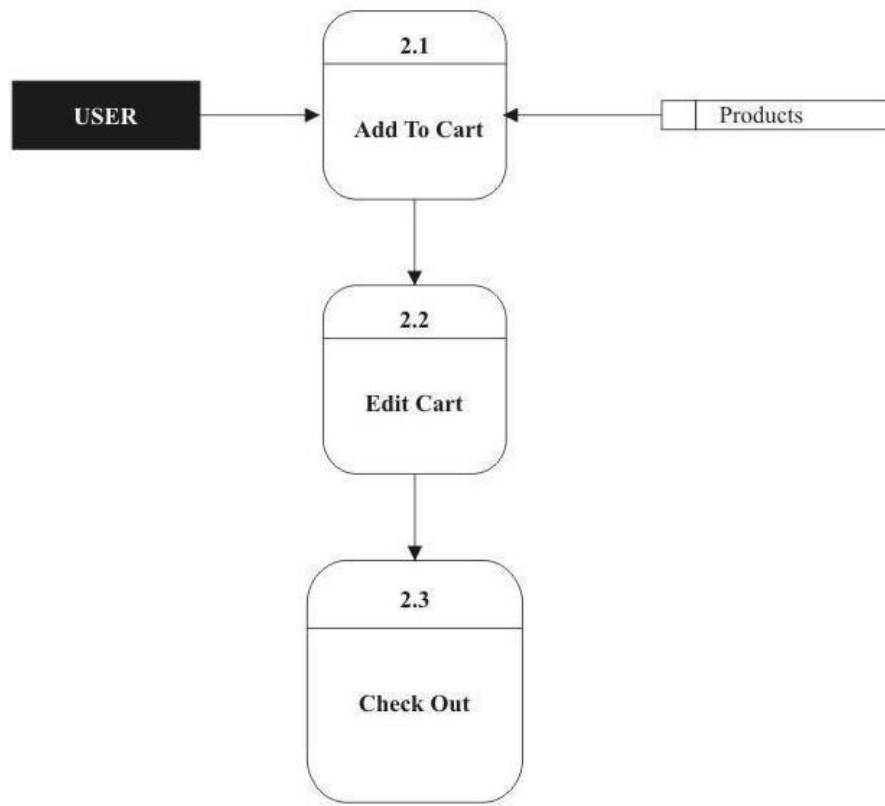 2.1
USER
Add To Cart
Products
2.2
Edit Cart
2.3
Check Out